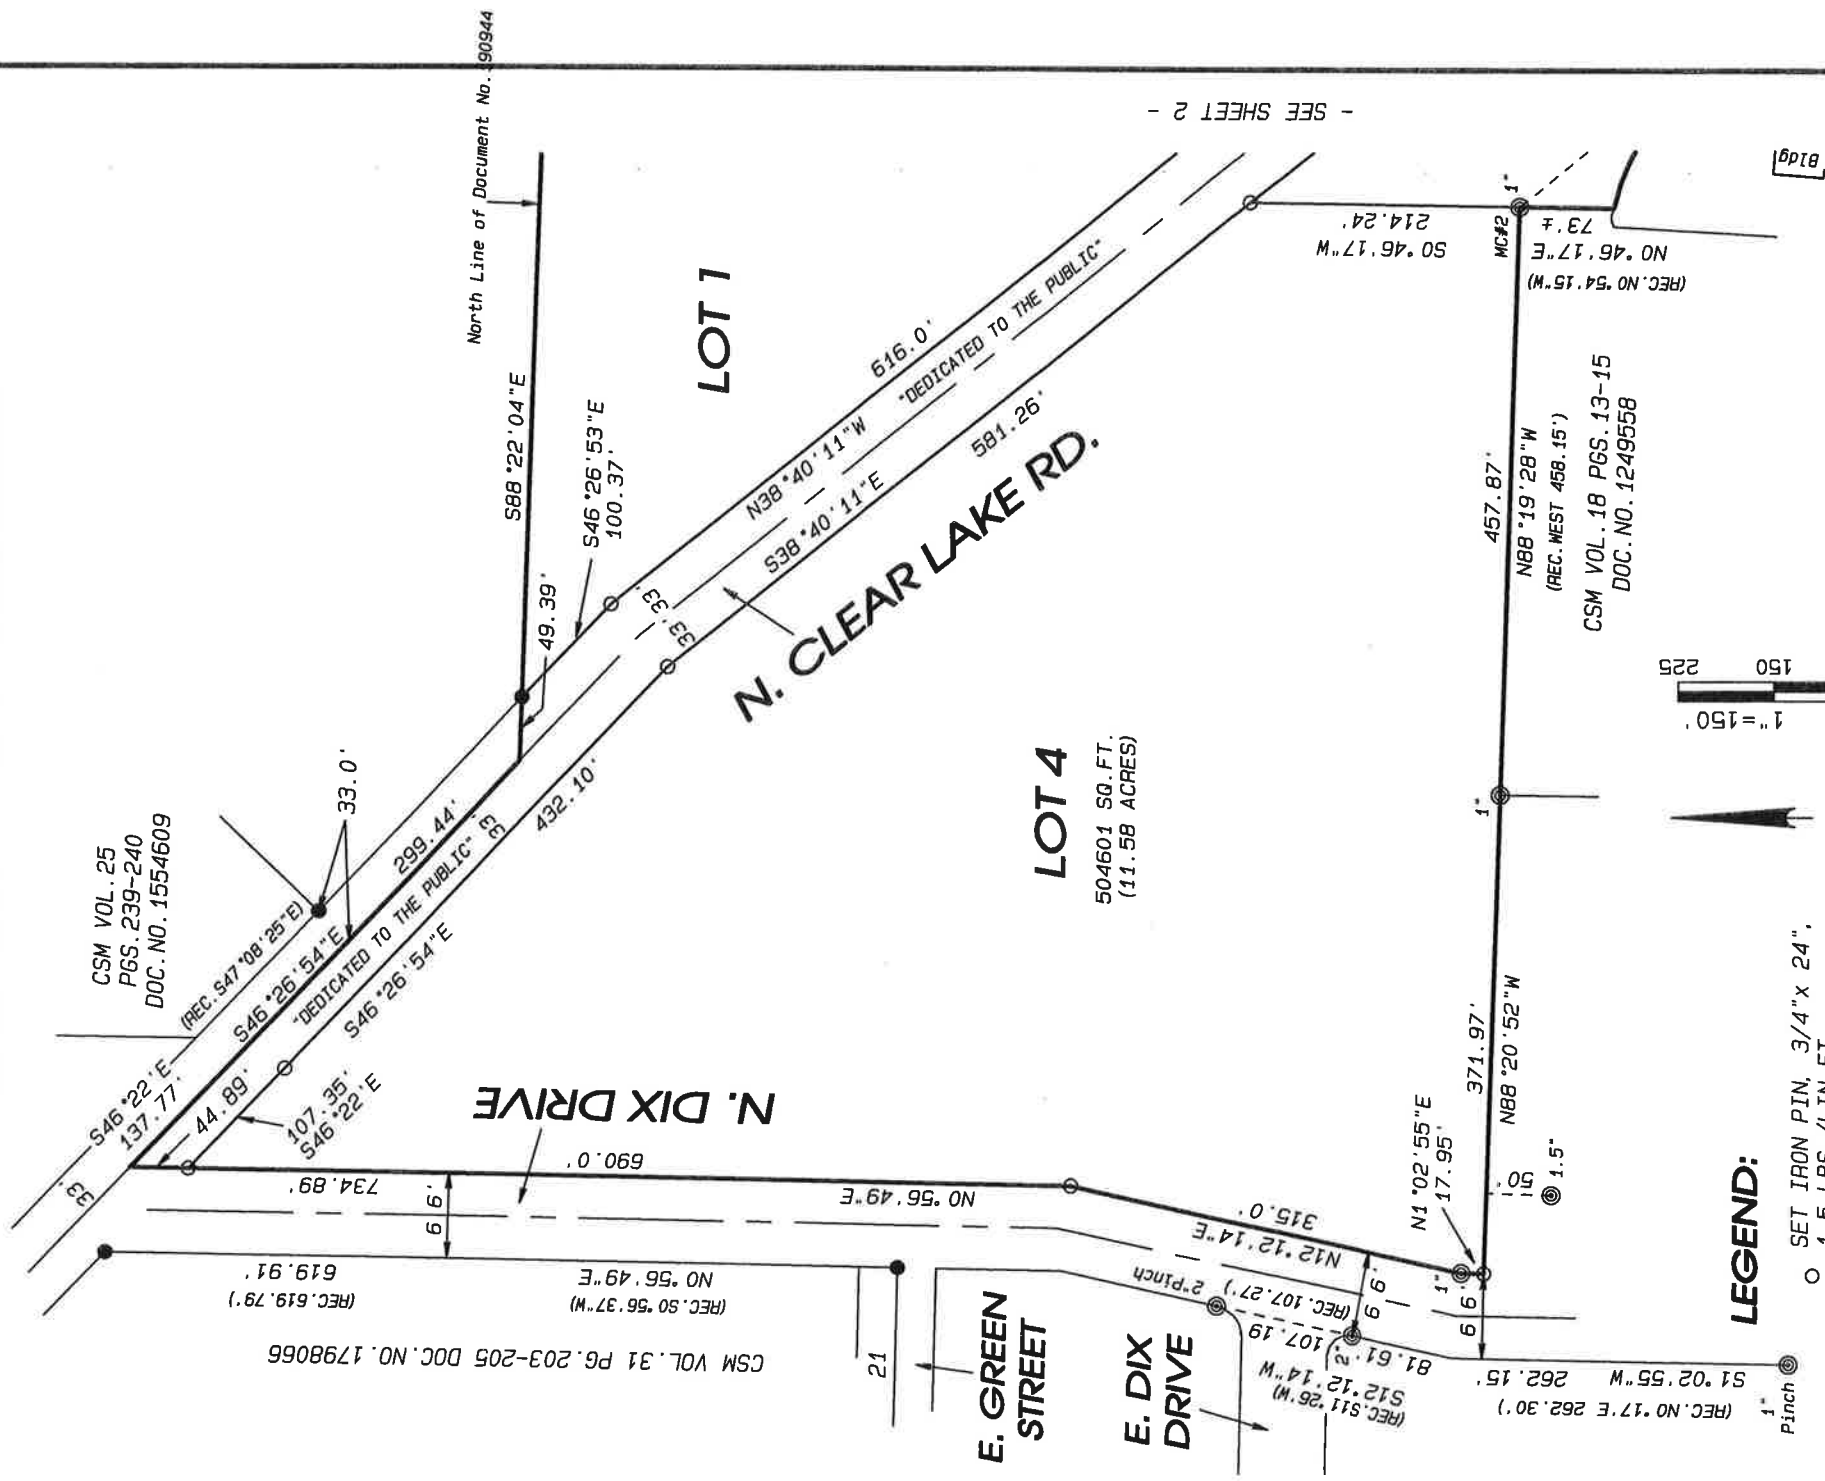 North Line of Document No. 390944
- SEE SHEET 2 -
S88°22'04"E
LOT 1
CSM VOL. 25
PGS. 239-240
DOC. NO. 1554609
33.0'
(REC. S47°08'25"E)
S46°22'E
137.77'
S46°26'54"E
299.44'
33'
"DEDICATED TO THE PUBLIC"
33'
S46°26'54"E
432.10'
44.89'
107.35'
S46°22'E
49.39'
S46°26'53"E
100.37'
33' 33'
N38°40'11"W
616.0'
"DEDICATED TO THE PUBLIC"
S38°40'11"E
581.26'
N. CLEAR LAKE RD.
N. DIX DRIVE
690.0'
734.89'
N0°56'49"E
66'
619.91'
(REC. 619.79')
N0°56'49"E
(REC. S0°56'37"W)
CSM VOL. 31 PG. 203-205 DOC. NO. 1798066
21
E. GREEN
STREET
E. DIX
DRIVE
LOT 4
504601 SQ.FT.
(11.58 ACRES)
S0°46'17"W
214.24'
MC#2
1"
73'±
N0°46'17"E
(REC. N0°54'15"W)
Bldg
457.87'
N88°19'28"W
(REC. WEST 458.15')
CSM VOL. 18 PGS. 13-15
DOC. NO. 1249558
1"
371.97'
N88°20'52"W
N1°02'55"E
17.95'
50'
1.5"
315.0'
N12°12'14"E
2"Pinch
107.19
(REC. 107.27')
1"
66'
66'
2"
81.61'
S12°12'14"W
(REC. S11°26'W)
S1°02'55"W
262.15'
(REC. N0°17'E 262.30')
1"
Pinch
225
150
1"=150'
LEGEND:
○ SET IRON PIN, 3/4"x 24",